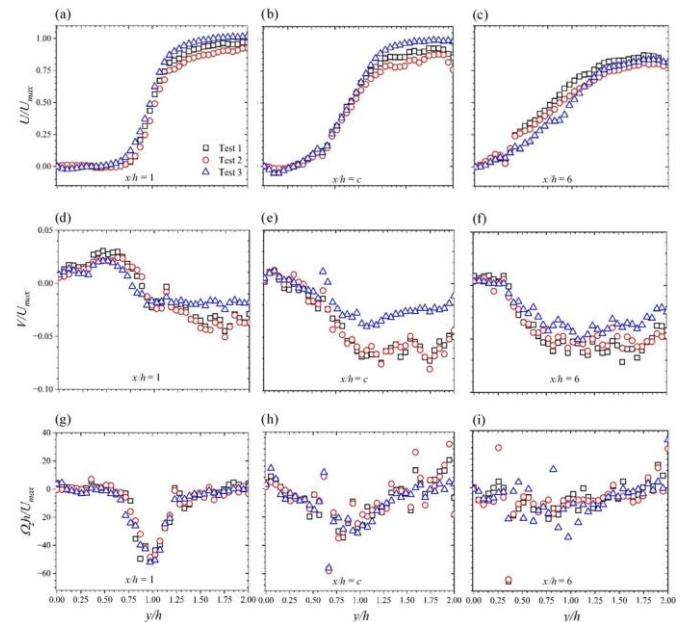 (a) (b) (c)
1.00
0.75
0.50
0.25
0.00
U/U_max
Test 1
Test 2
Test 3
x/h = 1 x/h = c x/h = 6
(d) (e) (f)
0.05
0.00
−0.05
−0.10
V/U_max
x/h = 1 x/h = c x/h = 6
(g) (h) (i)
40
20
0
−20
−40
−60
Ω_zh/U_max
x/h = 1 x/h = c x/h = 6
0.00 0.25 0.50 0.75 1.00 1.25 1.50 1.75 2.00 0.00 0.25 0.50 0.75 1.00 1.25 1.50 1.75 2.00 0.00 0.25 0.50 0.75 1.00 1.25 1.50 1.75 2.00
y/h y/h y/h